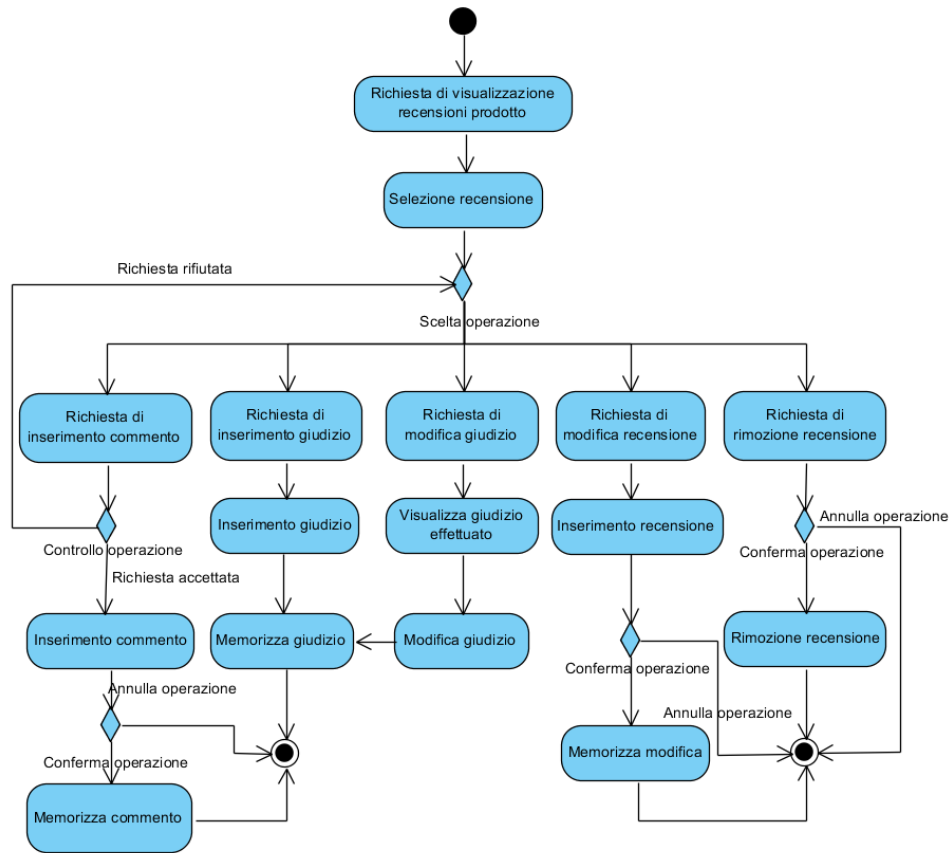 Richiesta di visualizzazione
recensioni prodotto
Selezione recensione
Richiesta rifiutata
Scelta operazione
Richiesta di
inserimento commento
Richiesta di
inserimento giudizio
Richiesta di
modifica giudizio
Richiesta di
modifica recensione
Richiesta di
rimozione recensione
Controllo operazione
Richiesta accettata
Inserimento giudizio
Visualizza giudizio
effettuato
Inserimento recensione
Annulla operazione
Conferma operazione
Inserimento commento
Memorizza giudizio
Modifica giudizio
Conferma operazione
Rimozione recensione
Annulla operazione
Annulla operazione
Conferma operazione
Memorizza modifica
Memorizza commento